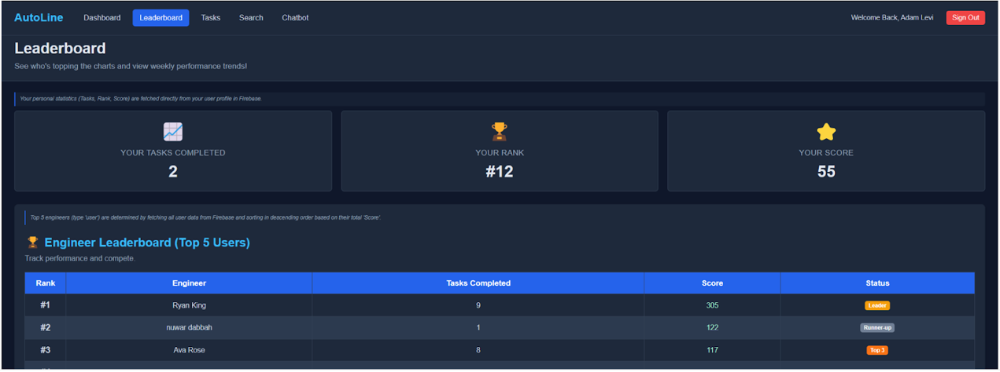 AutoLine Dashboard Leaderboard Tasks Search Chatbot Welcome Back, Adam Levi Sign Out
Leaderboard
See who's topping the charts and view weekly performance trends!
Your personal statistics (Tasks, Rank, Score) are fetched directly from your user profile in Firebase.
YOUR TASKS COMPLETED YOUR RANK YOUR SCORE
2 #12 55
Top 5 engineers (type 'user') are determined by fetching all user data from Firebase and sorting in descending order based on their total 'Score'.
Engineer Leaderboard (Top 5 Users)
Track performance and compete.
Rank Engineer Tasks Completed Score Status
#1 Ryan King 9 305 Leader
#2 nuwar dabbah 1 122 Runner-up
#3 Ava Rose 8 117 Top 3